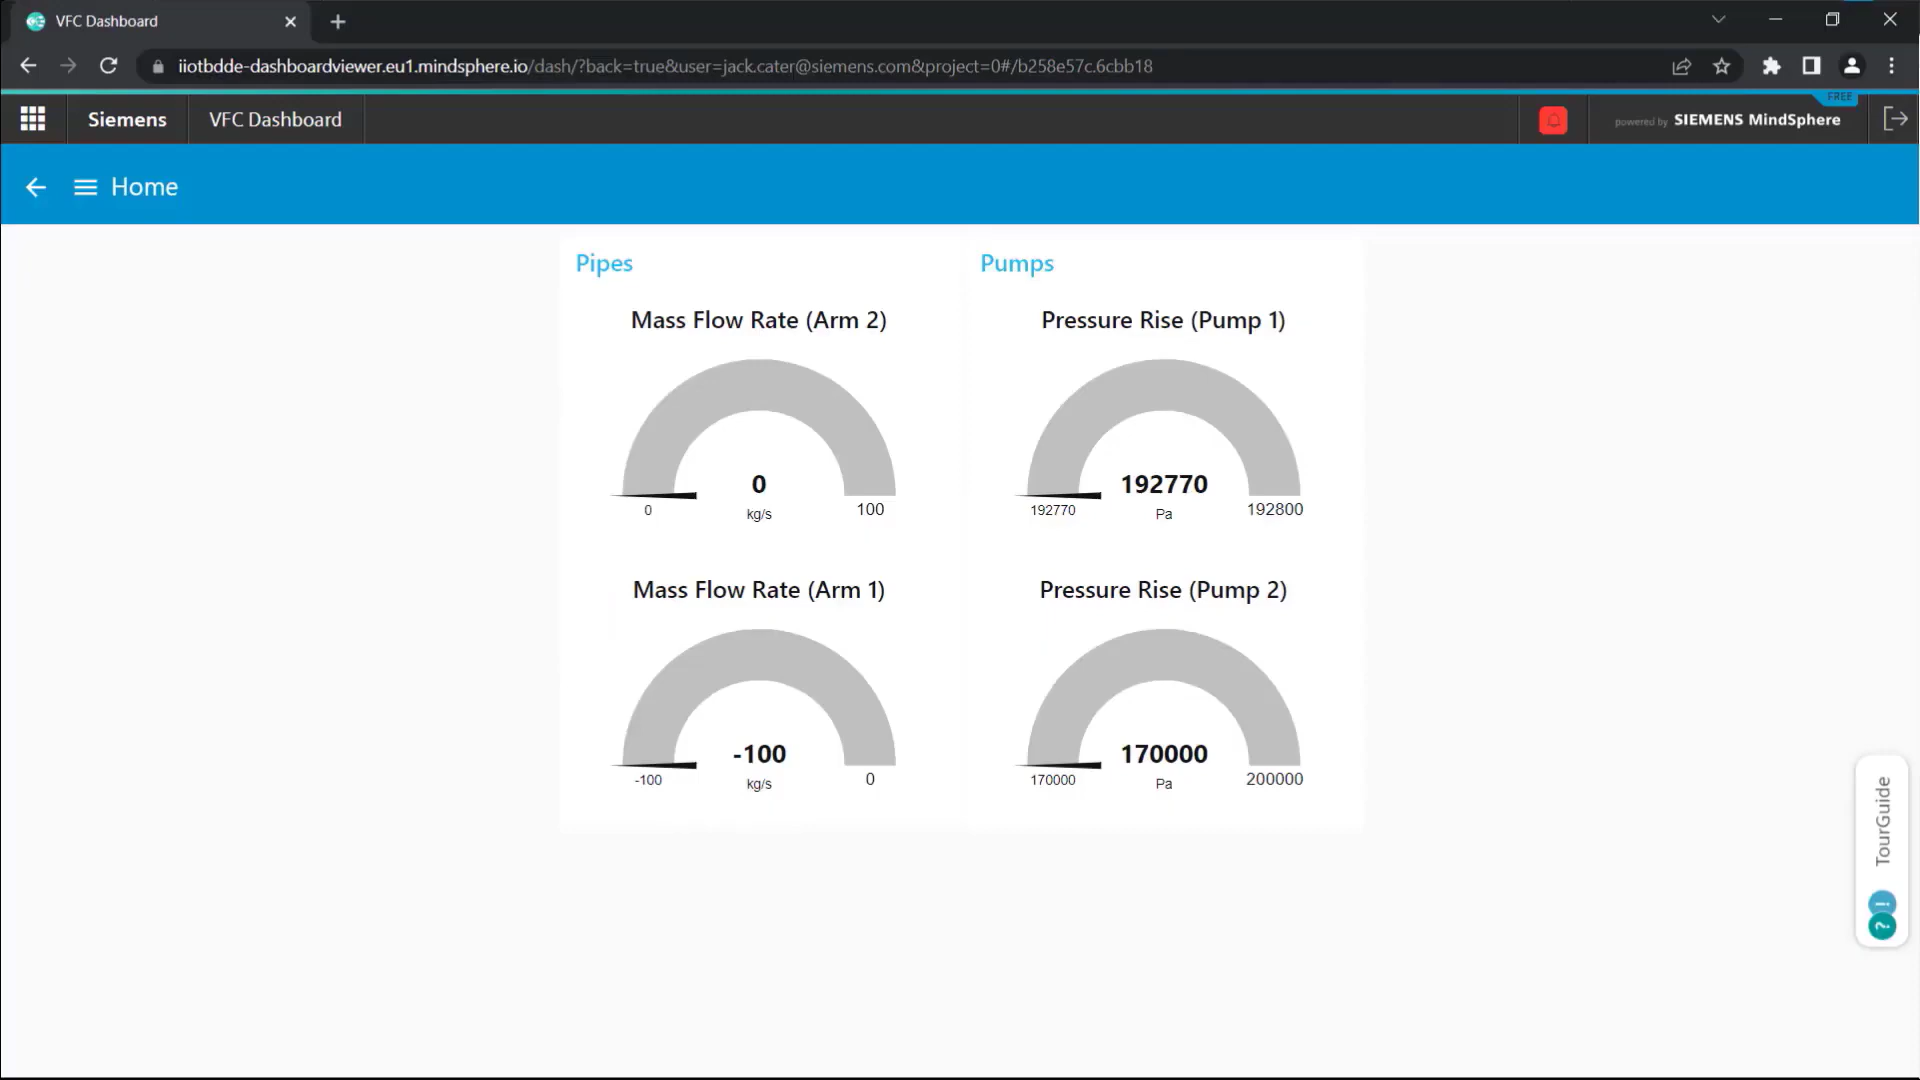 VFC Dashboard
iiotbdde-dashboardviewer.eu1.mindsphere.io/dash/?back=true&user=jack.cater@siemens.com&project=0#/b258e57c.6cbb18
FREE
Siemens
VFC Dashboard
powered by SIEMENS MindSphere
Home
Pipes
Mass Flow Rate (Arm 2)
0
kg/s
0
100
Mass Flow Rate (Arm 1)
-100
kg/s
-100
0
Pumps
Pressure Rise (Pump 1)
192770
Pa
192770
192800
Pressure Rise (Pump 2)
170000
Pa
170000
200000
TourGuide